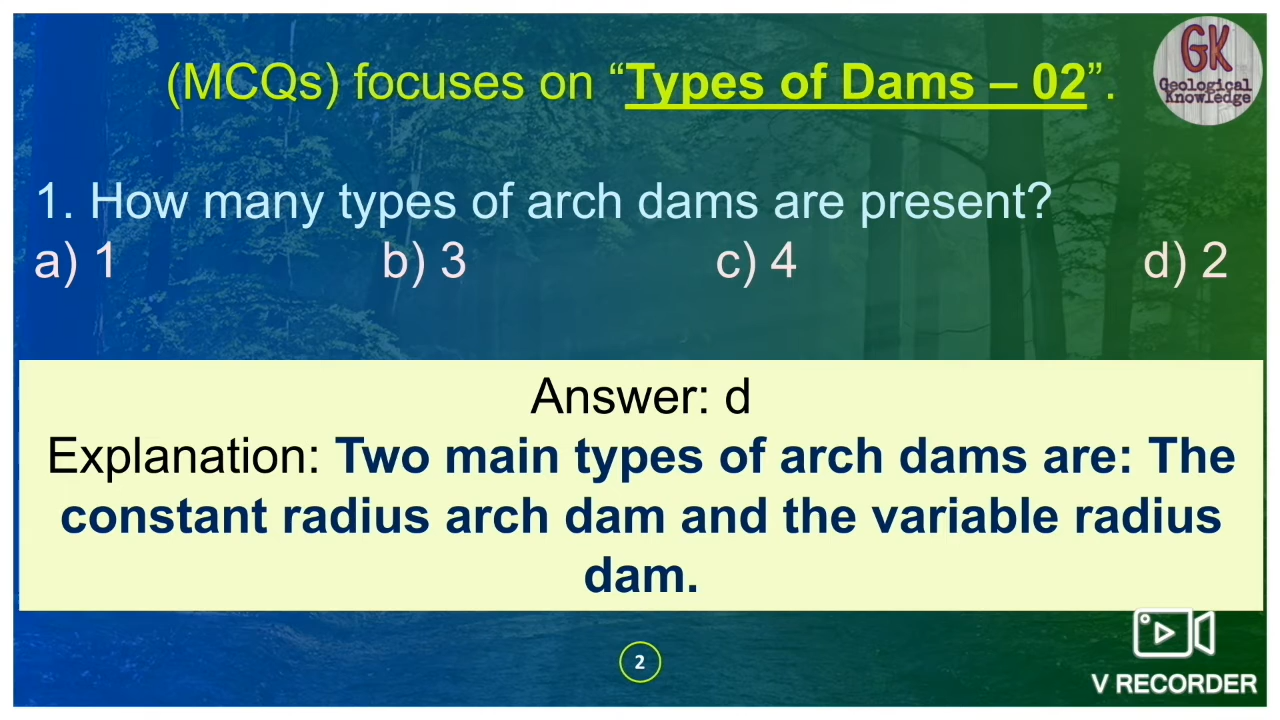 (MCQs) focuses on “Types of Dams – 02”.
GK
Geological
Knowledge
1. How many types of arch dams are present?
a) 1 b) 3 c) 4 d) 2
Answer: d
Explanation: Two main types of arch dams are: The
constant radius arch dam and the variable radius
dam.
2
V RECORDER